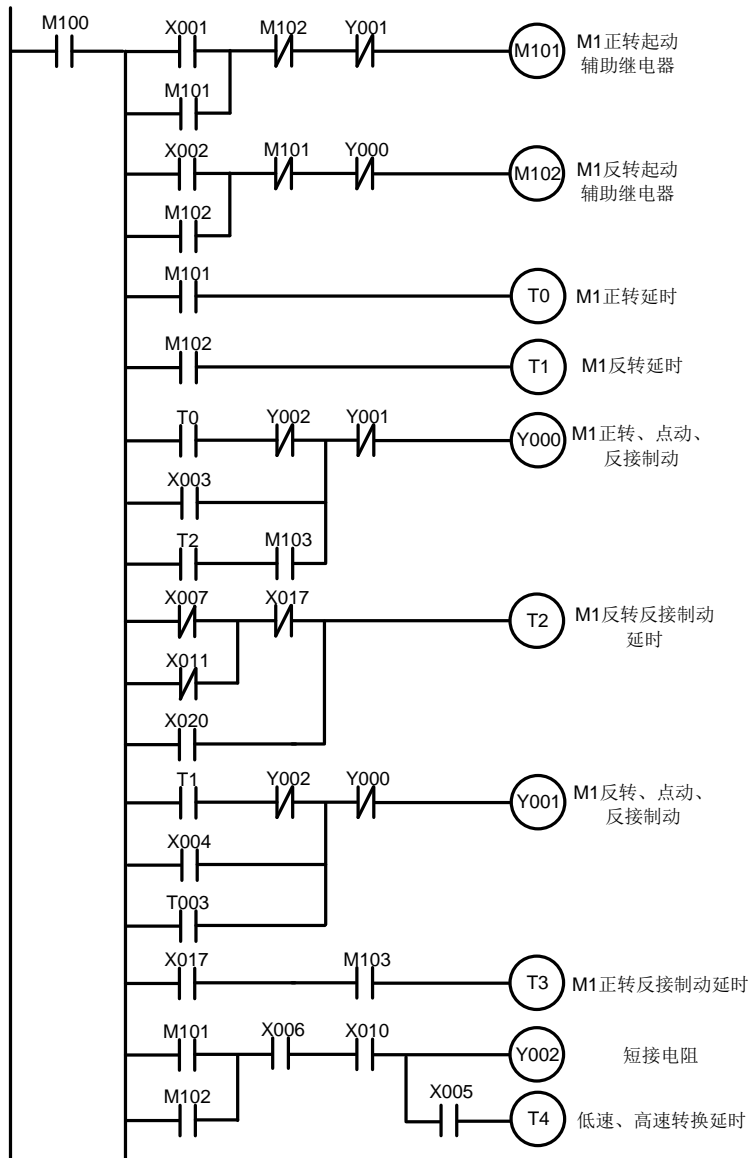 M100
X001 M102 Y001
M101 M1正转起动
辅助继电器
M101
X002 M101 Y000
M102 M1反转起动
辅助继电器
M102
M101
T0 M1正转延时
M102
T1 M1反转延时
T0 Y002 Y001
Y000 M1正转、点动、
反接制动
X003
T2 M103
X007 X017
T2 M1反转反接制动
延时
X011
X020
T1 Y002 Y000
Y001 M1反转、点动、
反接制动
X004
T003
X017 M103
T3 M1正转反接制动延时
M101 X006 X010
Y002 短接电阻
M102 X005
T4 低速、高速转换延时